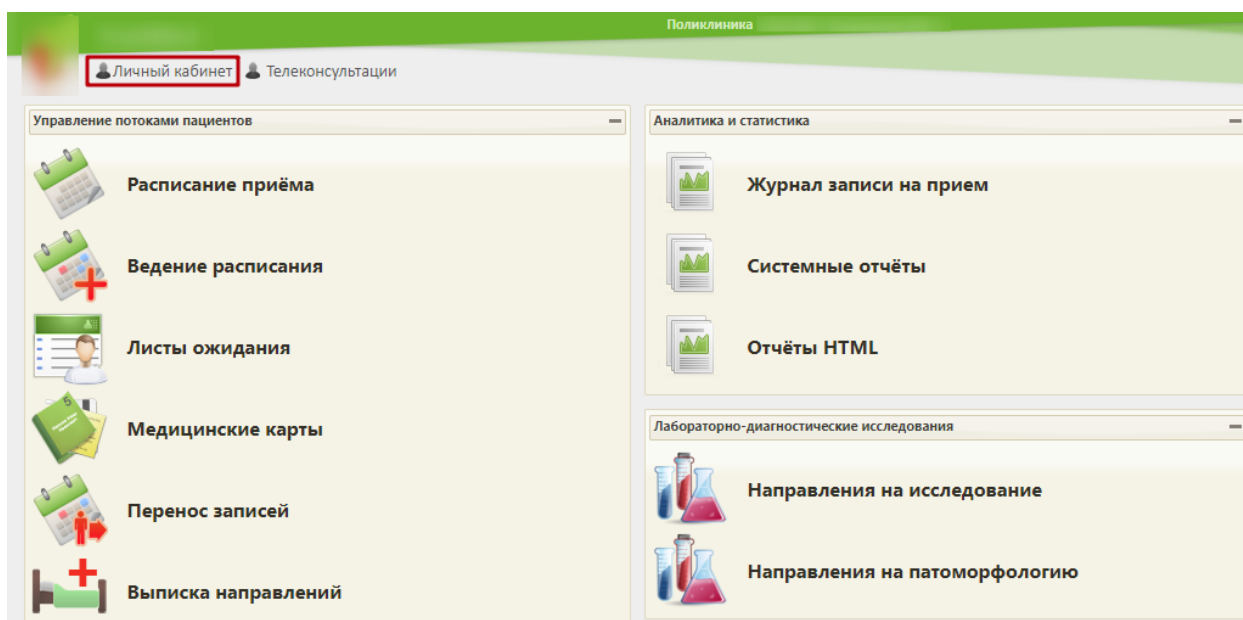 Поликлиника
Личный кабинет Телеконсультации
Управление потоками пациентов
Расписание приёма
Ведение расписания
Листы ожидания
Медицинские карты
Перенос записей
Выписка направлений
Аналитика и статистика
Журнал записи на прием
Системные отчёты
Отчёты HTML
Лабораторно-диагностические исследования
Направления на исследование
Направления на патоморфологию